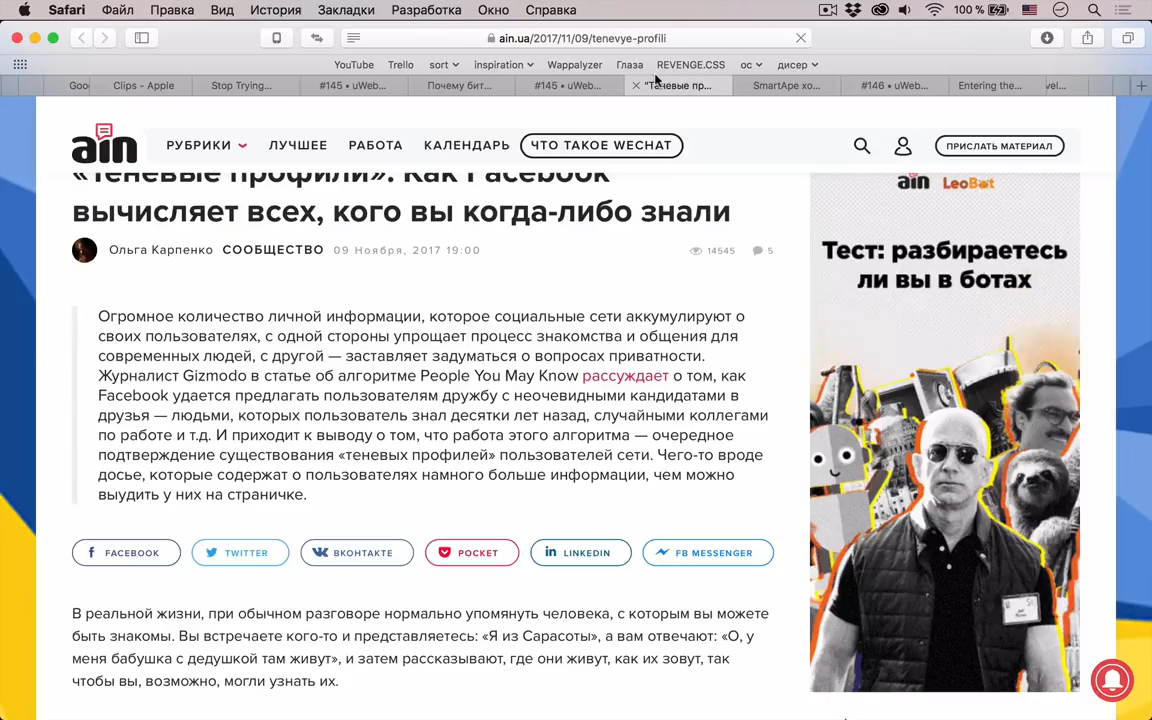 Safari Файл Правка Вид История Закладки Разработка Окно Справка 100 %
ain.ua/2017/11/09/tenevye-profili
YouTube Trello sort inspiration Wappalyzer Глаза REVENGE.CSS ос дисер
Goo Clips - Apple Stop Trying... #145 • uWeb... Почему бит... #145 • uWeb... "Теневые пр... SmartApe хо... #146 • uWeb... Entering the... vel...
ain РУБРИКИ ЛУЧШЕЕ РАБОТА КАЛЕНДАРЬ ЧТО ТАКОЕ WECHAT ПРИСЛАТЬ МАТЕРИАЛ
«Теневые профили». Как Facebook
вычисляет всех, кого вы когда-либо знали
Ольга Карпенко СООБЩЕСТВО 09 Ноября, 2017 19:00 14545 5
Огромное количество личной информации, которое социальные сети аккумулируют о
своих пользователях, с одной стороны упрощает процесс знакомства и общения для
современных людей, с другой — заставляет задуматься о вопросах приватности.
Журналист Gizmodo в статье об алгоритме People You May Know рассуждает о том, как
Facebook удается предлагать пользователям дружбу с неочевидными кандидатами в
друзья — людьми, которых пользователь знал десятки лет назад, случайными коллегами
по работе и т.д. И приходит к выводу о том, что работа этого алгоритма — очередное
подтверждение существования «теневых профилей» пользователей сети. Чего-то вроде
досье, которые содержат о пользователях намного больше информации, чем можно
выудить у них на страничке.
FACEBOOK TWITTER ВКОНТАКТЕ POCKET LINKEDIN FB MESSENGER
В реальной жизни, при обычном разговоре нормально упомянуть человека, с которым вы можете
быть знакомы. Вы встречаете кого-то и представляетесь: «Я из Сарасоты», а вам отвечают: «О, у
меня бабушка с дедушкой там живут», и затем рассказывают, где они живут, как их зовут, так
чтобы вы, возможно, могли узнать их.
ain LeoBot
Тест: разбираетесь
ли вы в ботах